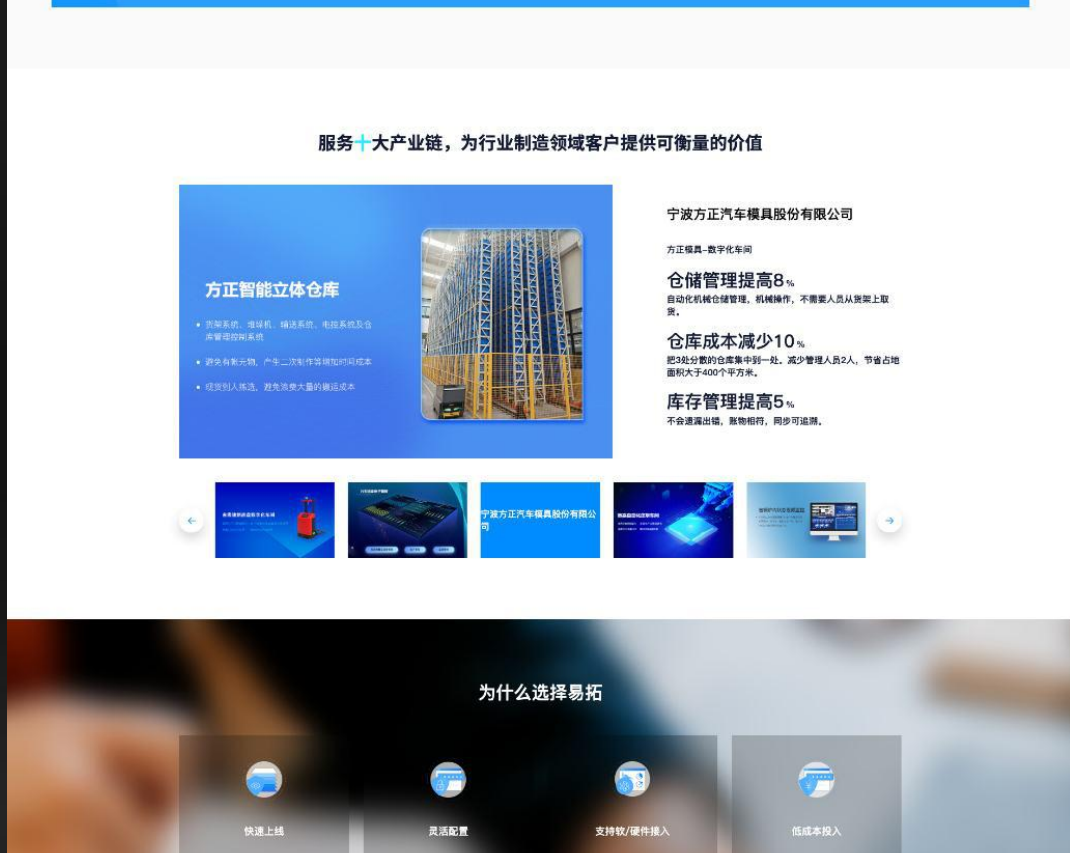 服务十大产业链，为行业制造领域客户提供可衡量的价值
方正智能立体仓库
货架系统、堆垛机、输送系统、电控系统及仓
库管理控制系统
避免有账无物，产生二次制作等增加时间成本
现货到人拣选，避免浪费大量的搬运成本
宁波方正汽车模具股份有限公司
方正模具-数字化车间
仓储管理提高8%
自动化机械仓储管理，机械操作，不需要人员从货架上取
货。
仓库成本减少10%
把3处分散的仓库集中到一处。减少管理人员2人，节省占地
面积大于400个平方米。
库存管理提高5%
不会遗漏出错，账物相符，同步可追溯。
宁波方正汽车模具股份有限公
司
为什么选择易拓
快速上线
灵活配置
支持软/硬件接入
低成本投入